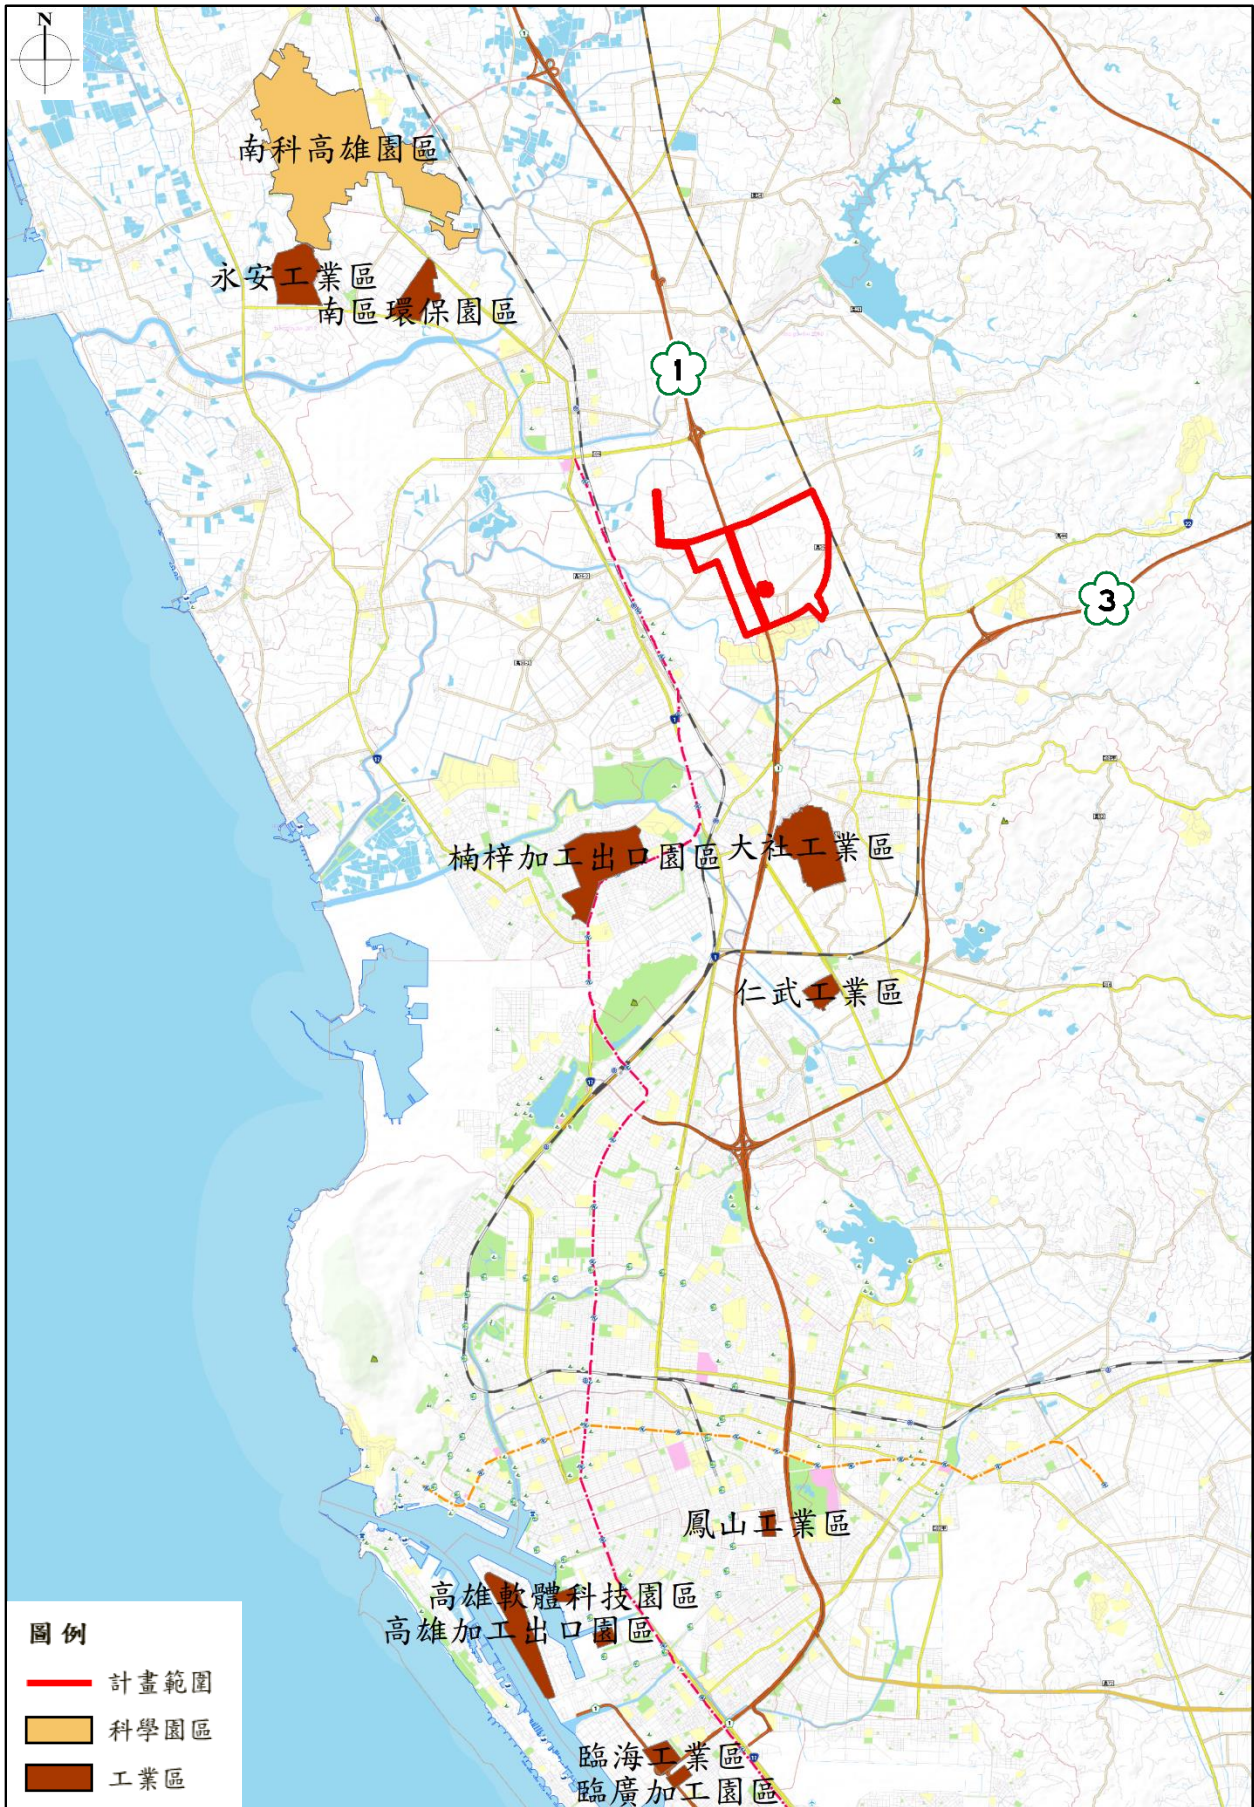 N
南科高雄園區
永安工業區
南區環保園區
1
3
楠梓加工出口園區
大社工業區
仁武工業區
鳳山工業區
高雄軟體科技園區
高雄加工出口園區
臨海工業區
臨廣加工園區
圖例
計畫範圍
科學園區
工業區